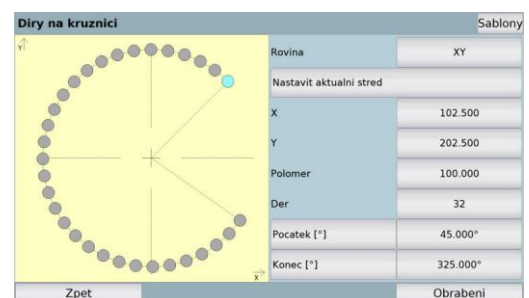 Diry na kruznici Sablony
Y
Rovina XY
Nastavit aktualni stred
X 102.500
Y 202.500
Polomer 100.000
Der 32
Pocatek [°] 45.000°
Konec [°] 325.000°
X
Zpet Obrabeni